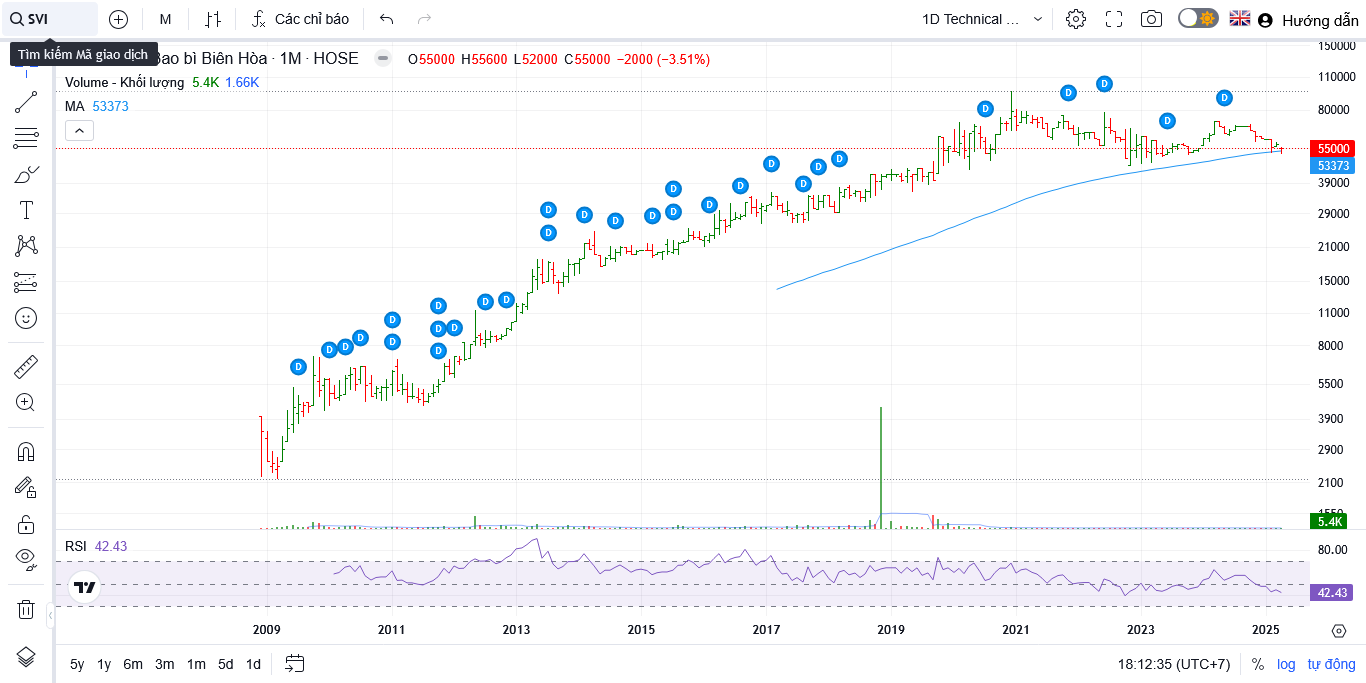 SVI
M
Các chỉ báo
1D Technical ...
Hướng dẫn
Tìm kiếm Mã giao dịch
Bao bì Biên Hòa · 1M · HOSE
O55000 H55600 L52000 C55000 −2000 (−3.51%)
Volume - Khối lượng 5.4K 1.66K
MA 53373
150000
110000
80000
55000
53373
39000
29000
21000
15000
11000
8000
5500
3900
2900
2100
1550
5.4K
D D D D D D D D D D D D D D D D D D D D D D D D D D D D D D D D
RSI 42.43
80.00
42.43
2009 2011 2013 2015 2017 2019 2021 2023 2025
5y 1y 6m 3m 1m 5d 1d
18:12:35 (UTC+7) % log tự động